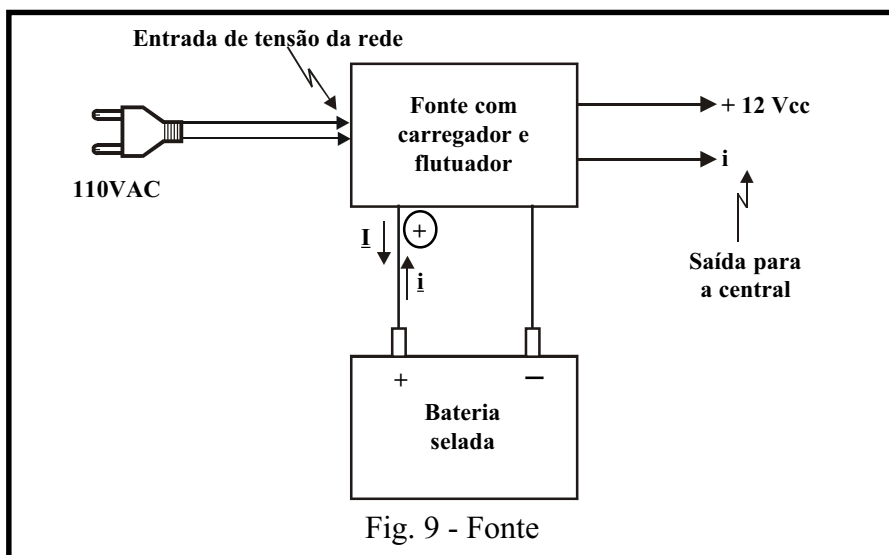 Entrada de tensão da rede
110VAC
Fonte com
carregador e
flutuador
+ 12 Vcc
i
Saída para
a central
I
+
i
+
−
Bateria
selada
Fig. 9 - Fonte